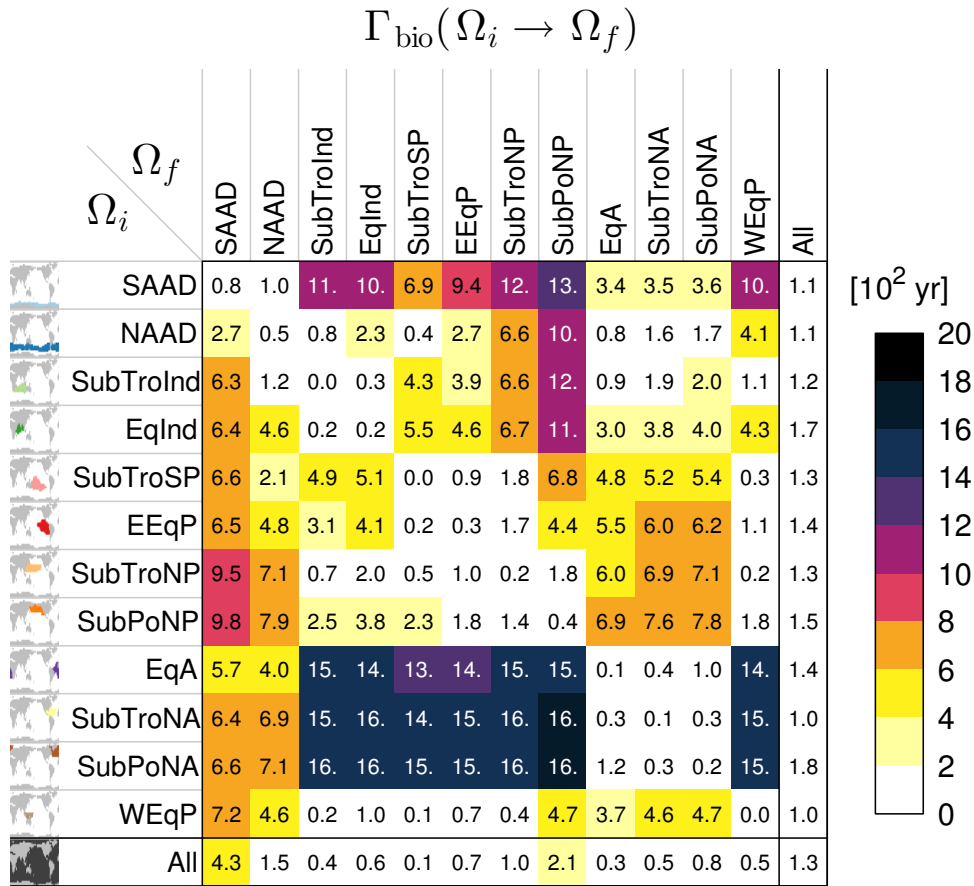 Γbio(Ωi → Ωf)
Ωf
Ωi
SAAD NAAD SubTroInd EqInd SubTroSP EEqP SubTroNP SubPoNP EqA SubTroNA SubPoNA WEqP All
SAAD 0.8 1.0 11. 10. 6.9 9.4 12. 13. 3.4 3.5 3.6 10. 1.1
NAAD 2.7 0.5 0.8 2.3 0.4 2.7 6.6 10. 0.8 1.6 1.7 4.1 1.1
SubTroInd 6.3 1.2 0.0 0.3 4.3 3.9 6.6 12. 0.9 1.9 2.0 1.1 1.2
EqInd 6.4 4.6 0.2 0.2 5.5 4.6 6.7 11. 3.0 3.8 4.0 4.3 1.7
SubTroSP 6.6 2.1 4.9 5.1 0.0 0.9 1.8 6.8 4.8 5.2 5.4 0.3 1.3
EEqP 6.5 4.8 3.1 4.1 0.2 0.3 1.7 4.4 5.5 6.0 6.2 1.1 1.4
SubTroNP 9.5 7.1 0.7 2.0 0.5 1.0 0.2 1.8 6.0 6.9 7.1 0.2 1.3
SubPoNP 9.8 7.9 2.5 3.8 2.3 1.8 1.4 0.4 6.9 7.6 7.8 1.8 1.5
EqA 5.7 4.0 15. 14. 13. 14. 15. 15. 0.1 0.4 1.0 14. 1.4
SubTroNA 6.4 6.9 15. 16. 14. 15. 16. 16. 0.3 0.1 0.3 15. 1.0
SubPoNA 6.6 7.1 16. 16. 15. 15. 16. 16. 1.2 0.3 0.2 15. 1.8
WEqP 7.2 4.6 0.2 1.0 0.1 0.7 0.4 4.7 3.7 4.6 4.7 0.0 1.0
All 4.3 1.5 0.4 0.6 0.1 0.7 1.0 2.1 0.3 0.5 0.8 0.5 1.3
[10² yr]
20
18
16
14
12
10
8
6
4
2
0